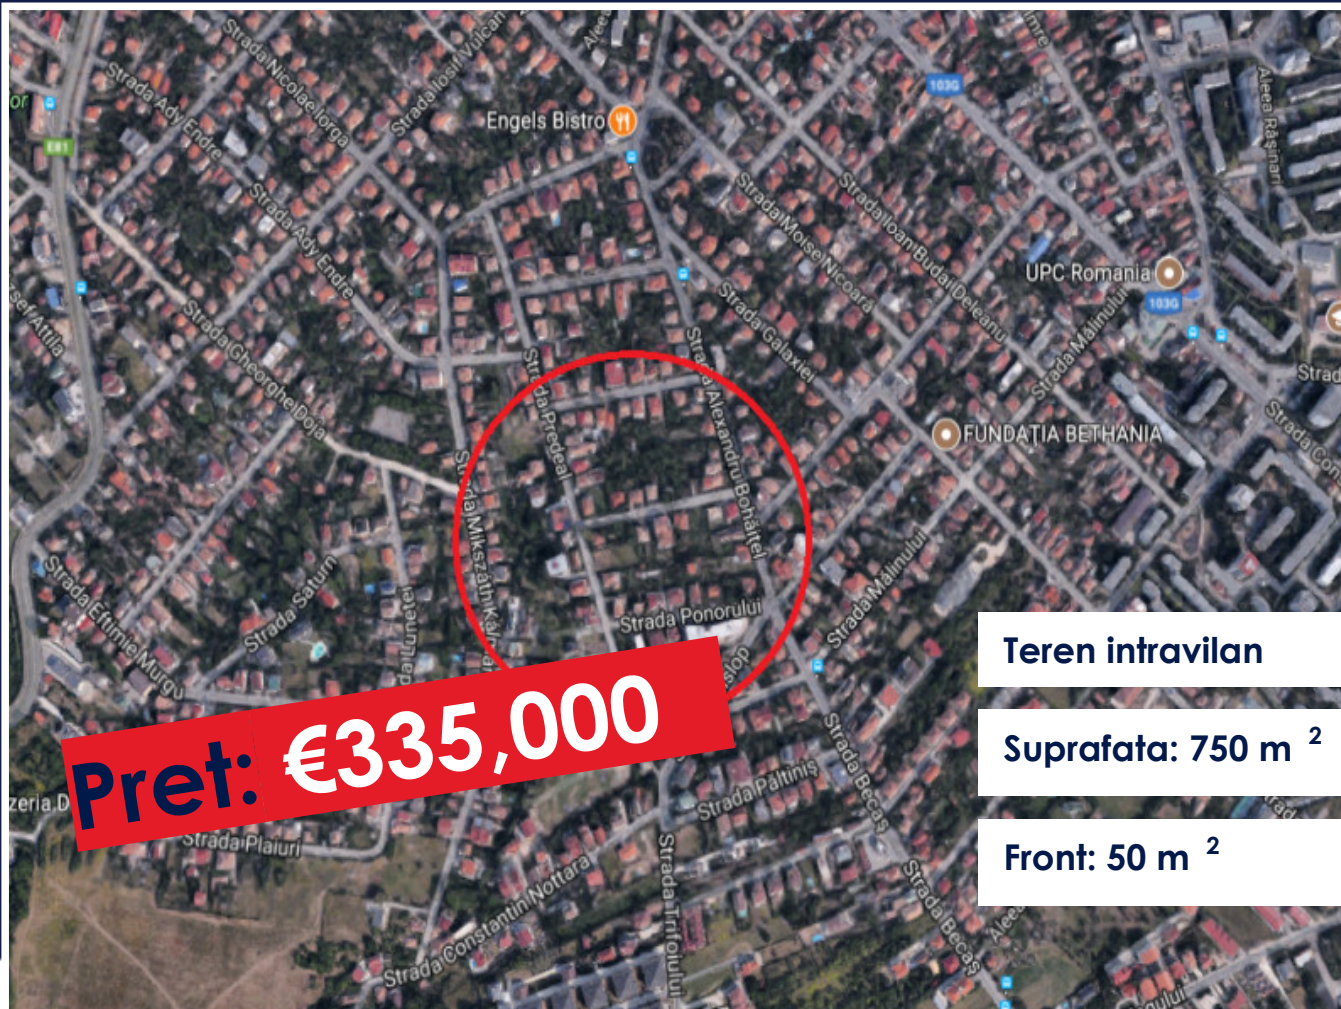 Strada Nicolae Iorga
Strada Iosif Vulcan
Strada Ady Endre
or
E81
Engels Bistro
103G
Aleea Rășinari
Strada Ady Endre
Strada Moise Nicoară
Strada Ioan Budai Deleanu
UPC Romania
103G
Strada Mălinului
Strada Gheorghe Doja
Strada Galaxiei
Strada Predeal
Strada Alexandru Bohățel
FUNDAȚIA BETHANIA
Strada Mikszáth Kál
Strada Eftimie Murgu
Strada Saturn
Strada Ponorului
Strada Mălinului
Teren intravilan
Suprafata: 750 m 2
Front: 50 m 2
Pret: €335,000
zeria D
Strada Plaiuri
Strada Păltiniș
Strada Becaș
Strada Constantin Nottara
Strada Trifoiului
Strada Becaș